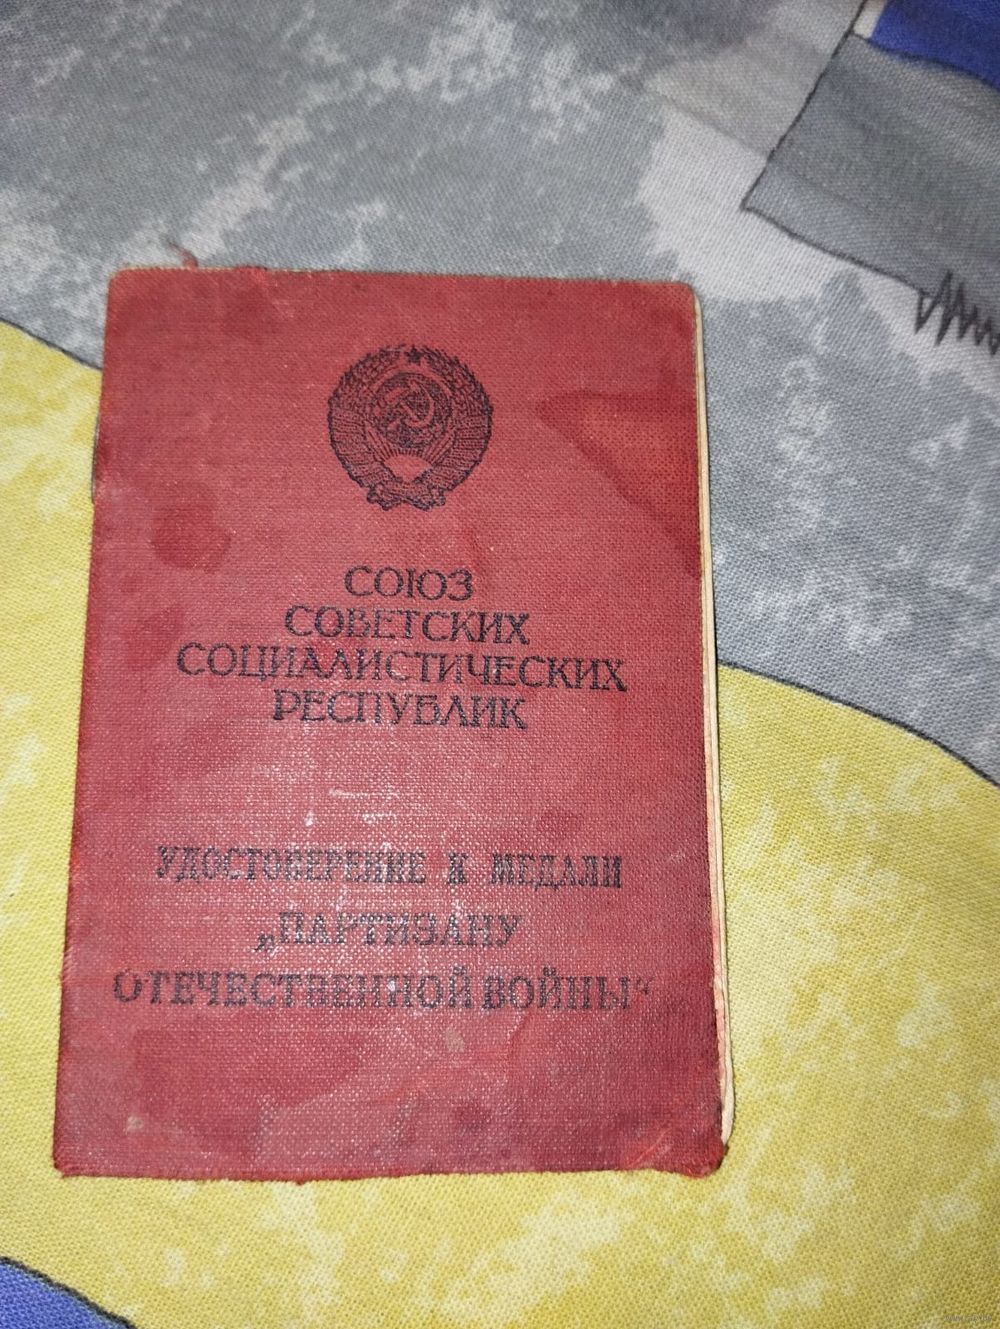 СОЮЗ
СОВЕТСКИХ
СОЦИАЛИСТИЧЕСКИХ
РЕСПУБЛИК
УДОСТОВЕРЕНИЕ К МЕДАЛИ
„ПАРТИЗАНУ
ОТЕЧЕСТВЕННОЙ ВОЙНЫ“